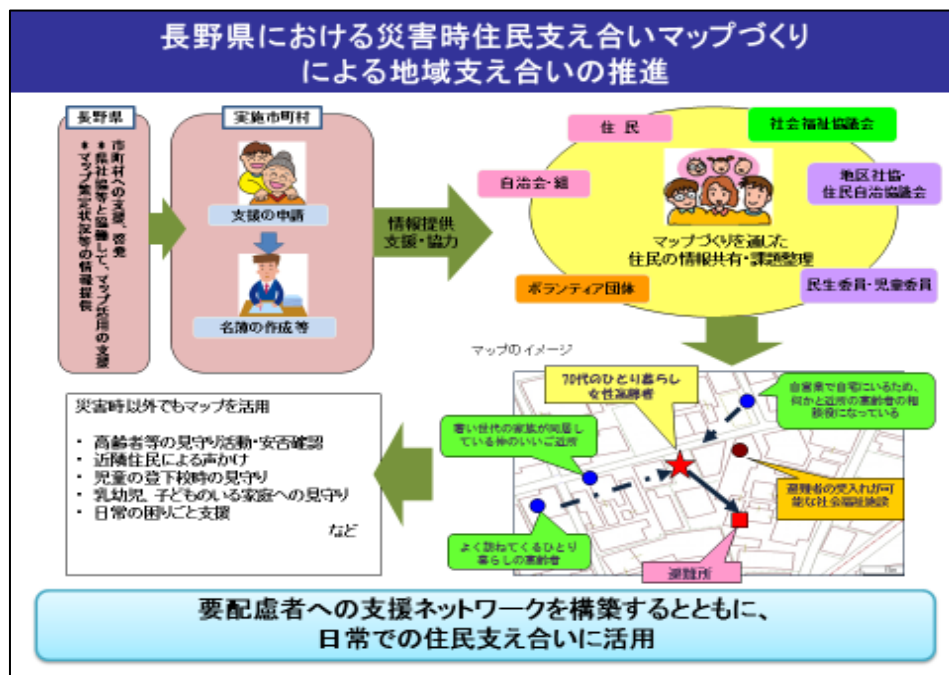 長野県における災害時住民支え合いマップづくり
による地域支え合いの推進
長野県
市町村への支援、啓発
＊県社協等と協働して、マップ活用の支援
＊マップ策定状況等の情報提供
実施市町村
支援の申請
名簿の作成等
情報提供
支援・協力
住民
社会福祉協議会
自治会・組
地区社協・
住民自治協議会
マップづくりを通じた
住民の情報共有・課題整理
ボランティア団体
民生委員・児童委員
マップのイメージ
70代のひとり暮らし
女性高齢者
自営業で自宅にいるため、
何かと近所の高齢者の相
談役になっている
若い世代の家族が同居し
ている仲のいいご近所
避難者の受入れが可
能な社会福祉施設
よく訪ねてくるひとり
暮らしの高齢者
避難所
災害時以外でもマップを活用
・ 高齢者等の見守り活動・安否確認
・ 近隣住民による声かけ
・ 児童の登下校時の見守り
・ 乳幼児、子どものいる家庭への見守り
・ 日常の困りごと支援
など
要配慮者への支援ネットワークを構築するとともに、
日常での住民支え合いに活用